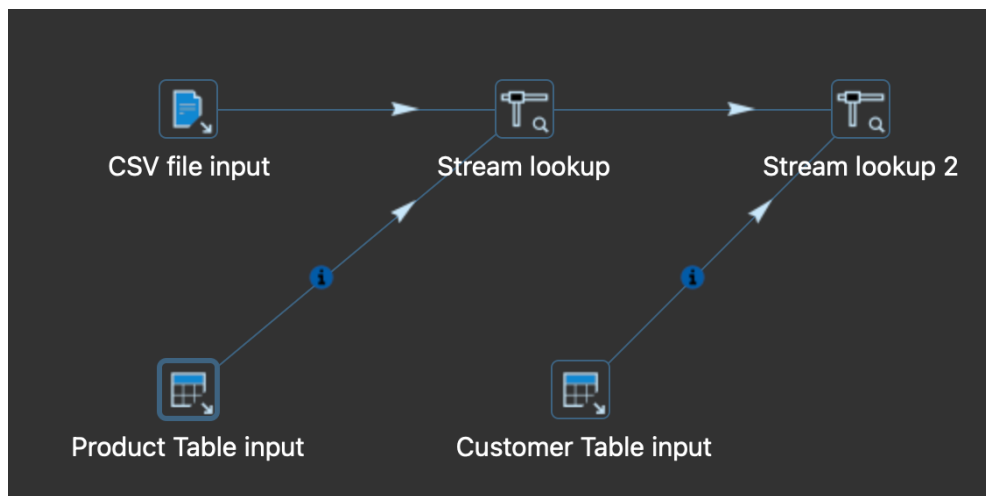 CSV file input
Stream lookup
Stream lookup 2
Product Table input
Customer Table input